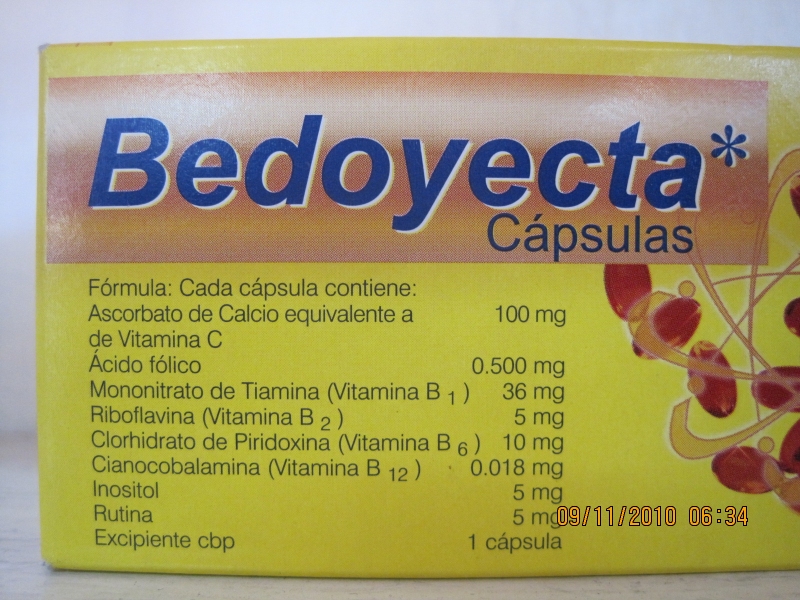 Bedoyecta*
Cápsulas
Fórmula: Cada cápsula contiene:
Ascorbato de Calcio equivalente a 100 mg
de Vitamina C
Ácido fólico 0.500 mg
Mononitrato de Tiamina (Vitamina B 1 ) 36 mg
Riboflavina (Vitamina B 2 ) 5 mg
Clorhidrato de Piridoxina (Vitamina B 6 ) 10 mg
Cianocobalamina (Vitamina B 12 ) 0.018 mg
Inositol 5 mg
Rutina 5 mg
Excipiente cbp 1 cápsula
09/11/2010 06:34